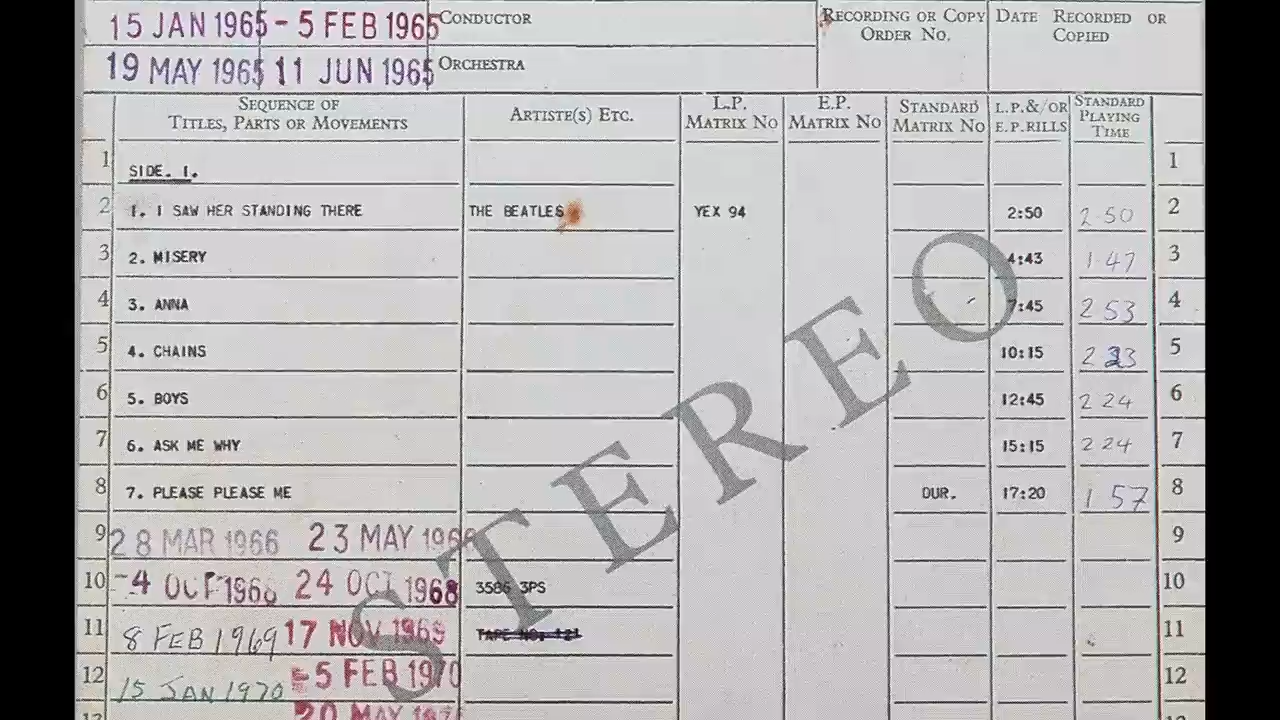 15 JAN 1965 - 5 FEB 1965 CONDUCTOR RECORDING OR COPY ORDER NO. DATE RECORDED OR COPIED
19 MAY 1965 11 JUN 1965 ORCHESTRA
SEQUENCE OF TITLES, PARTS OR MOVEMENTS ARTISTE(S) ETC. L.P. MATRIX NO E.P. MATRIX NO STANDARD MATRIX NO L.P.&/OR E.P.RILLS STANDARD PLAYING TIME
1 SIDE. 1. 1
2 1. I SAW HER STANDING THERE THE BEATLES YEX 94 2:50 2 50 2
3 2. MISERY 4:43 1 47 3
4 3. ANNA 7:45 2 53 4
5 4. CHAINS 10:15 2 23 5
6 5. BOYS 12:45 2 24 6
7 6. ASK ME WHY 15:15 2 24 7
8 7. PLEASE PLEASE ME DUR. 17:20 1 57 8
9 28 MAR 1966 23 MAY 1966 9
10 -4 OCT 1966 24 OCT 1968 3586 3PS 10
11 8 FEB 1969 17 NOV 1969 TAPE NO. 121 11
12 15 JAN 1970 -5 FEB 1970 12
13 20 MAY 13
STEREO